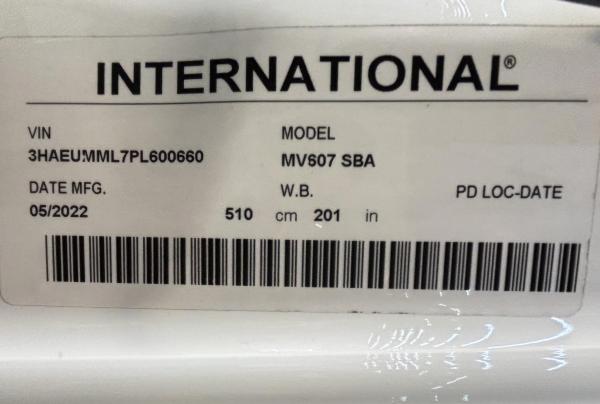 INTERNATIONAL®
VIN MODEL
3HAEUMML7PL600660 MV607 SBA
DATE MFG. W.B. PD LOC-DATE
05/2022 510 cm 201 in